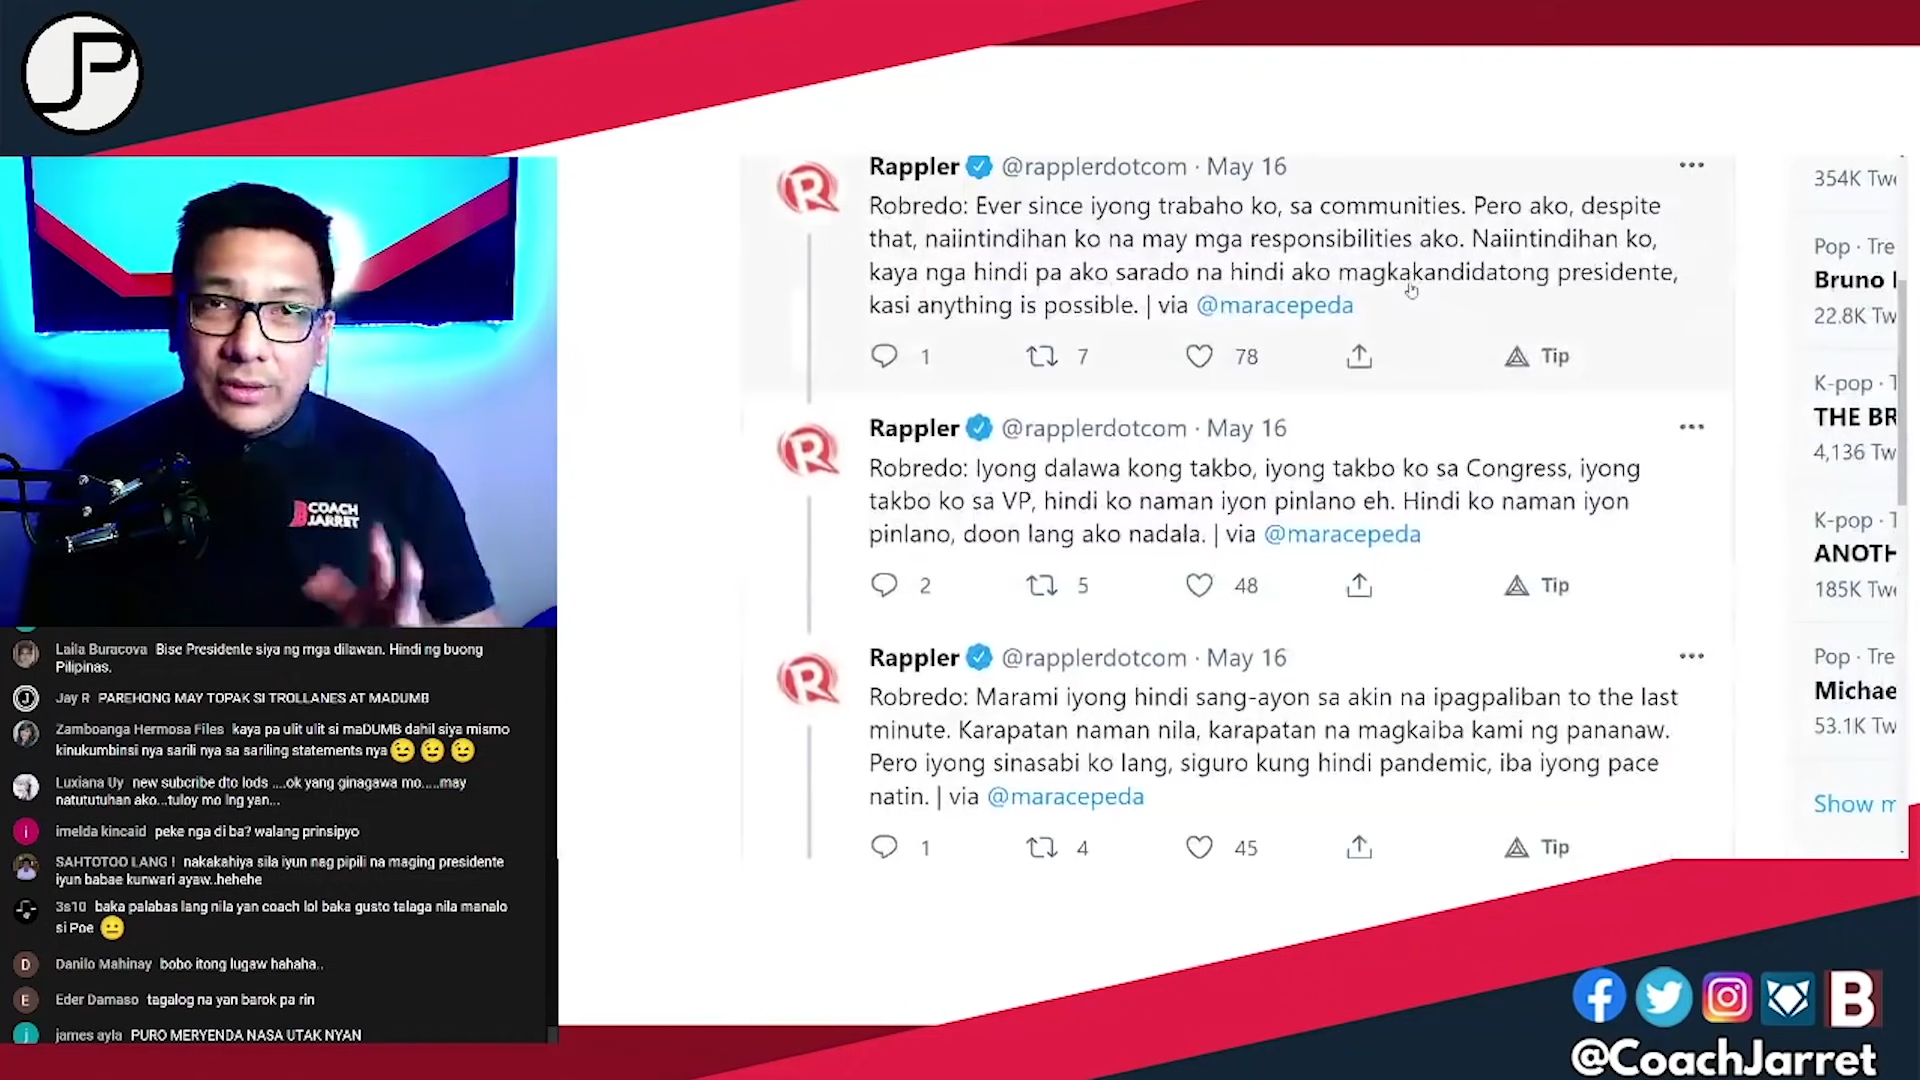 JP
COACH
JARRET
Rappler @rapplerdotcom · May 16
Robredo: Ever since iyong trabaho ko, sa communities. Pero ako, despite
that, naiintindihan ko na may mga responsibilities ako. Naiintindihan ko,
kaya nga hindi pa ako sarado na hindi ako magkakandidatong presidente,
kasi anything is possible. | via @maracepeda
1 7 78 Tip
Rappler @rapplerdotcom · May 16
Robredo: Iyong dalawa kong takbo, iyong takbo ko sa Congress, iyong
takbo ko sa VP, hindi ko naman iyon pinlano eh. Hindi ko naman iyon
pinlano, doon lang ako nadala. | via @maracepeda
2 5 48 Tip
Rappler @rapplerdotcom · May 16
Robredo: Marami iyong hindi sang-ayon sa akin na ipagpaliban to the last
minute. Karapatan naman nila, karapatan na magkaiba kami ng pananaw.
Pero iyong sinasabi ko lang, siguro kung hindi pandemic, iba iyong pace
natin. | via @maracepeda
1 4 45 Tip
354K Twe
Pop · Tre
Bruno
22.8K Tw
K-pop · T
THE BR
4,136 Tw
K-pop · T
ANOTH
185K Twe
Pop · Tre
Michae
53.1K Tw
Show m
Laila Buracova Bise Presidente siya ng mga dilawan. Hindi ng buong
Pilipinas.
Jay R PAREHONG MAY TOPAK SI TROLLANES AT MADUMB
Zamboanga Hermosa Files kaya pa ulit ulit si maDUMB dahil siya mismo
kinukumbinsi nya sarili nya sa sariling statements nya😉😉😉
Luxiana Uy new subcribe dto lods ....ok yang ginagawa mo.....may
natututuhan ako...tuloy mo lng yan...
i imelda kincaid peke nga di ba? walang prinsipyo
SAHTOTOO LANG ! nakakahiya sila iyun nag pipili na maging presidente
iyun babae kunwari ayaw..hehehe
3s10 baka palabas lang nila yan coach lol baka gusto talaga nila manalo
si Poe 😐
D Danilo Mahinay bobo itong lugaw hahaha..
E Eder Damaso tagalog na yan barok pa rin
j james ayla PURO MERYENDA NASA UTAK NYAN
B
@CoachJarret